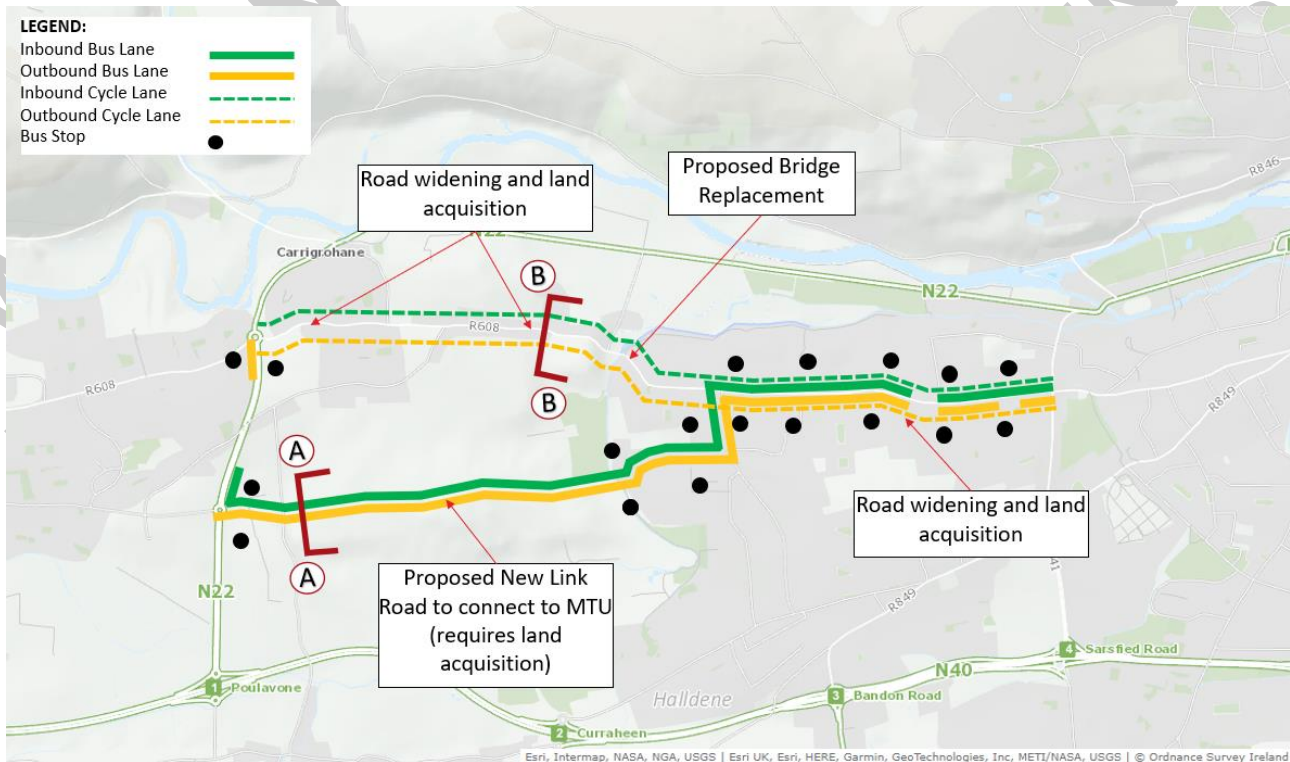 LEGEND:
Inbound Bus Lane
Outbound Bus Lane
Inbound Cycle Lane
Outbound Cycle Lane
Bus Stop
Road widening and land
acquisition
Proposed Bridge
Replacement
R846
Carrigrohane
N22
N22
B
R608
R608
B
R849
A
Road widening and land
acquisition
A
N22
Proposed New Link
Road to connect to MTU
(requires land
acquisition)
R849
41
4 Sarsfied Road
N40
1 Poulavone
Halldene
3 Bandon Road
2 Curraheen
Esri, Intermap, NASA, NGA, USGS | Esri UK, Esri, HERE, Garmin, GeoTechnologies, Inc, METI/NASA, USGS | © Ordnance Survey Ireland